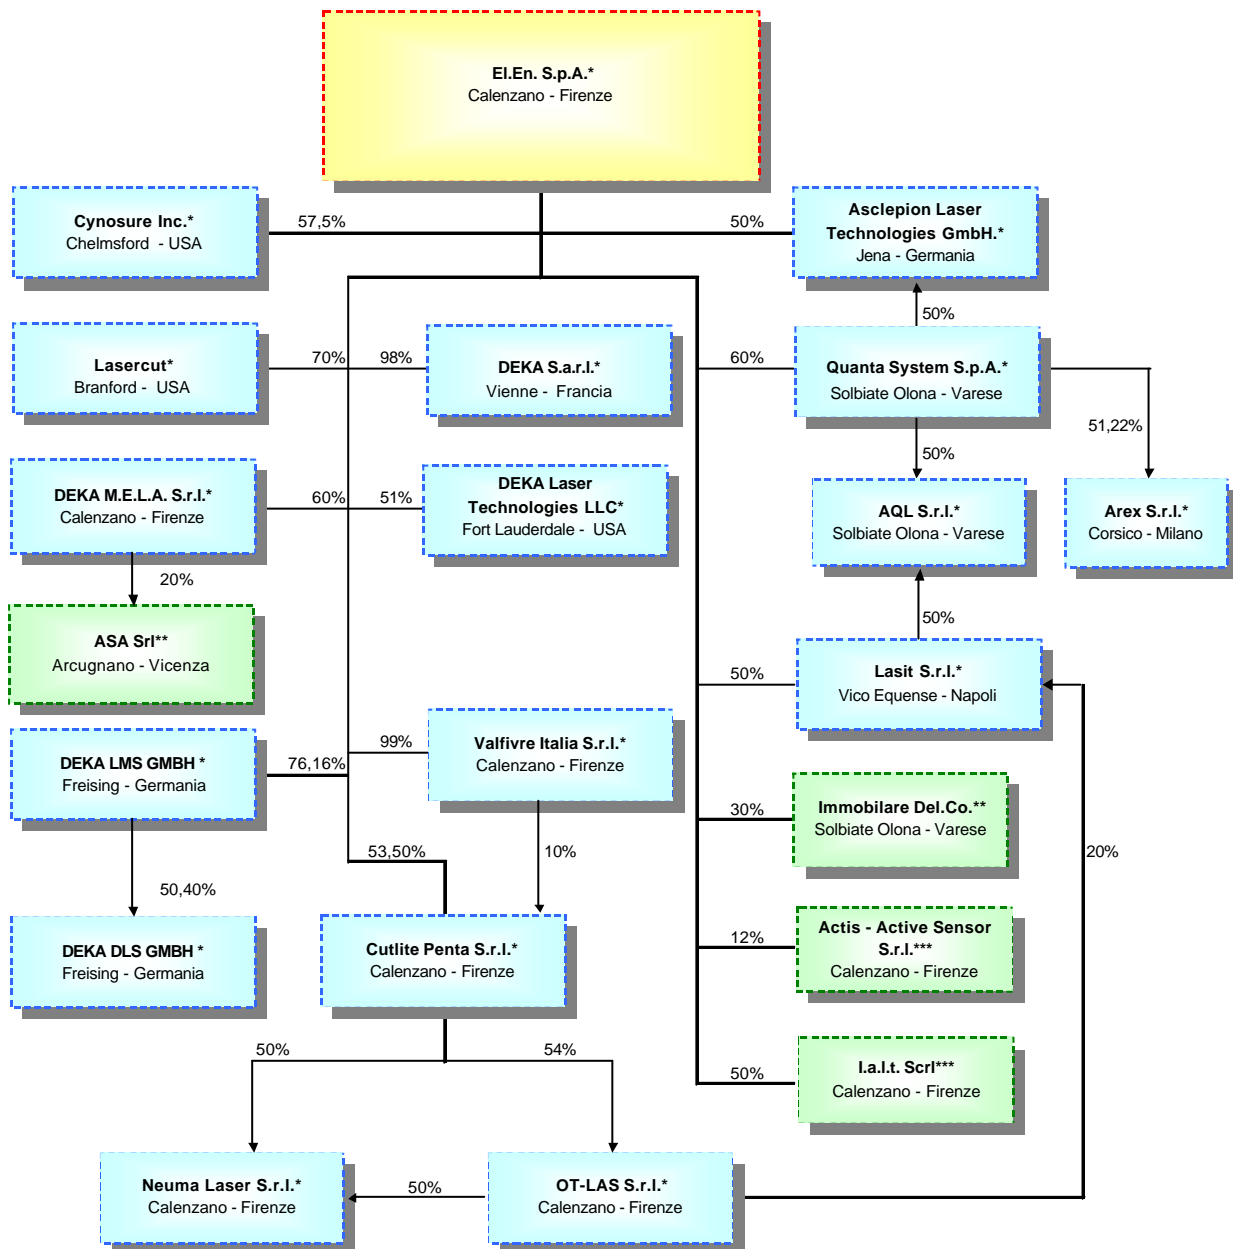 El.En. S.p.A.*
Calenzano - Firenze
Cynosure Inc.*
Chelmsford - USA
57,5%
50%
Asclepion Laser
Technologies GmbH.*
Jena - Germania
50%
Lasercut*
Branford - USA
70%
98%
DEKA S.a.r.l.*
Vienne - Francia
60%
Quanta System S.p.A.*
Solbiate Olona - Varese
51,22%
50%
DEKA M.E.L.A. S.r.l.*
Calenzano - Firenze
60%
51%
DEKA Laser
Technologies LLC*
Fort Lauderdale - USA
AQL S.r.l.*
Solbiate Olona - Varese
Arex S.r.l.*
Corsico - Milano
20%
50%
ASA Srl**
Arcugnano - Vicenza
50%
Lasit S.r.l.*
Vico Equense - Napoli
DEKA LMS GMBH *
Freising - Germania
76,16%
99%
Valfivre Italia S.r.l.*
Calenzano - Firenze
30%
Immobilare Del.Co.**
Solbiate Olona - Varese
53,50%
10%
20%
50,40%
DEKA DLS GMBH *
Freising - Germania
Cutlite Penta S.r.l.*
Calenzano - Firenze
12%
Actis - Active Sensor
S.r.l.***
Calenzano - Firenze
50%
54%
50%
I.a.l.t. Scrl***
Calenzano - Firenze
Neuma Laser S.r.l.*
Calenzano - Firenze
50%
OT-LAS S.r.l.*
Calenzano - Firenze